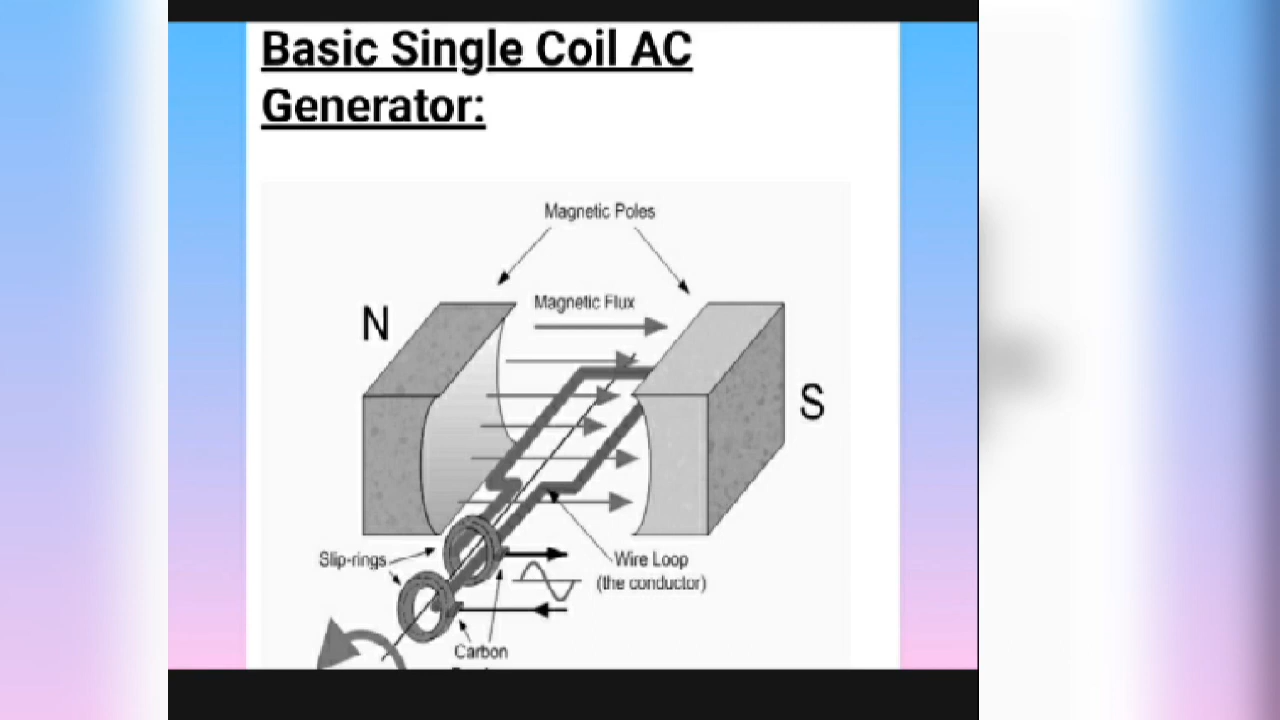 Basic Single Coil AC
Generator:
Magnetic Poles
Magnetic Flux
N
S
Slip-rings
Wire Loop
(the conductor)
Carbon